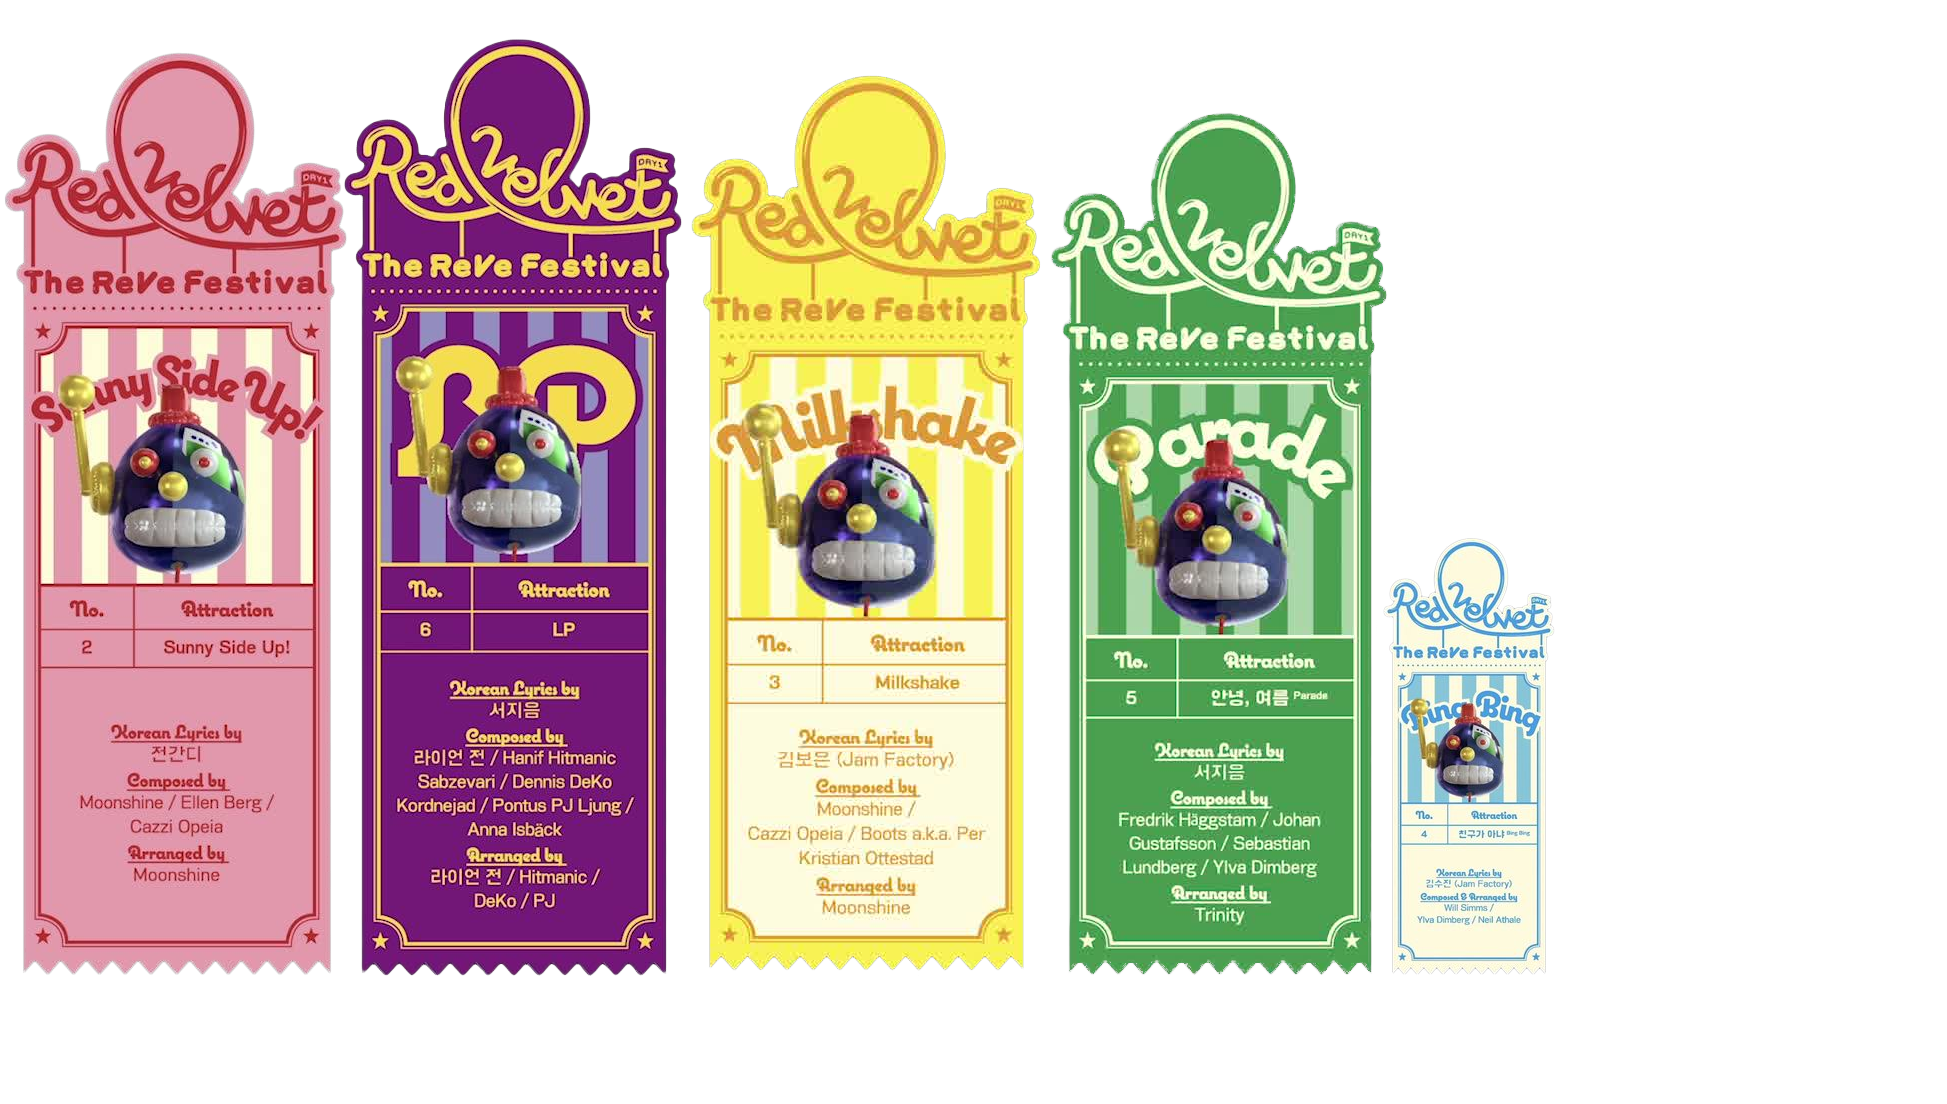 Red Velvet
DAY1
The ReVe Festival
Sunny Side Up!
No. Attraction
2 Sunny Side Up!
Korean Lyrics by
전간디
Composed by
Moonshine / Ellen Berg /
Cazzi Opeia
Arranged by
Moonshine
Red Velvet
DAY1
The ReVe Festival
LP
No. Attraction
6 LP
Korean Lyrics by
서지음
Composed by
라이언 전 / Hanif Hitmanic
Sabzevari / Dennis DeKo
Kordnejad / Pontus PJ Ljung /
Anna Isbäck
Arranged by
라이언 전 / Hitmanic /
DeKo / PJ
Red Velvet
DAY1
The ReVe Festival
Milkshake
No. Attraction
3 Milkshake
Korean Lyrics by
김보은 (Jam Factory)
Composed by
Moonshine /
Cazzi Opeia / Boots a.k.a. Per
Kristian Ottestad
Arranged by
Moonshine
Red Velvet
DAY1
The ReVe Festival
Parade
No. Attraction
5 안녕, 여름 Parade
Korean Lyrics by
서지음
Composed by
Fredrik Häggstam / Johan
Gustafsson / Sebastian
Lundberg / Ylva Dimberg
Arranged by
Trinity
Red Velvet
DAY1
The ReVe Festival
Bing Bing
No. Attraction
4 친구가 아냐 Bing Bing
Korean Lyrics by
김수진 (Jam Factory)
Composed & Arranged by
Will Simms /
Ylva Dimberg / Neil Athale